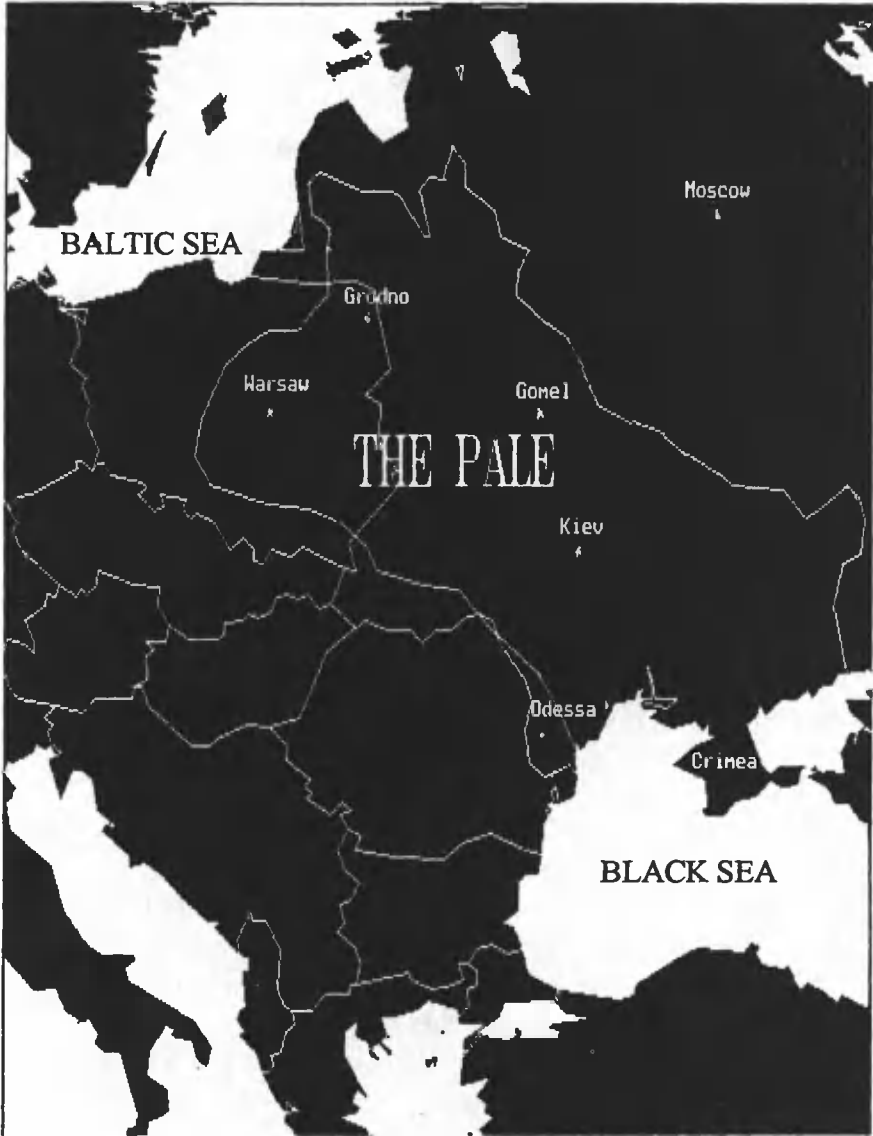 Moscow
BALTIC SEA
Grodno
Warsaw
Gomel
THE PALE
Kiev
Odessa
Crimea
BLACK SEA